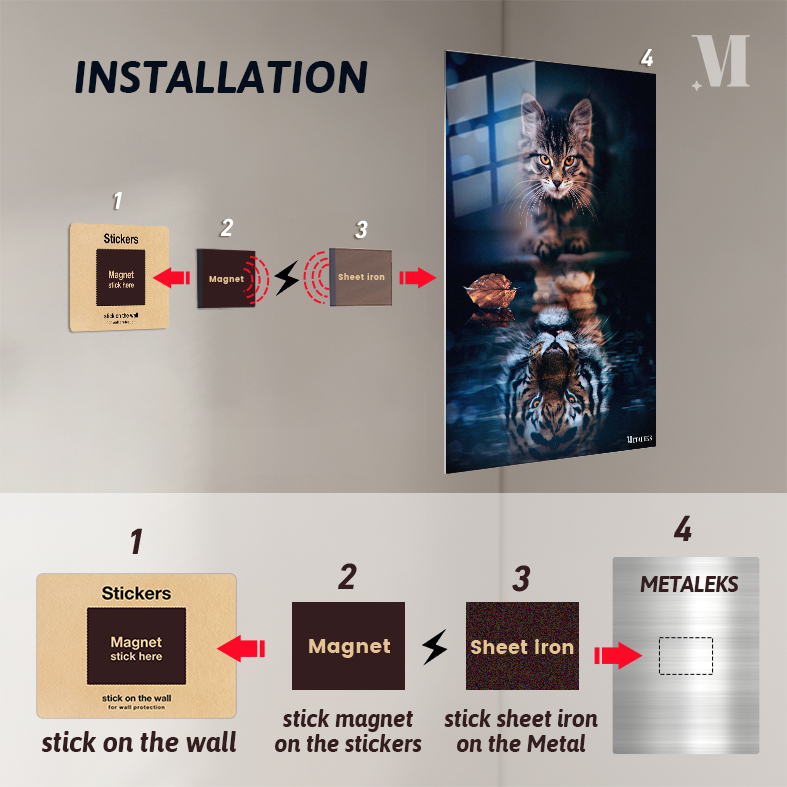 INSTALLATION
M
4
1
2
3
Stickers
Magnet
stick here
stick on the wall
for wall protection
Magnet
Sheet iron
METALEKS
1
2
3
4
Stickers
Magnet
stick here
stick on the wall
for wall protection
Magnet
Sheet iron
METALEKS
stick on the wall
stick magnet
on the stickers
stick sheet iron
on the Metal